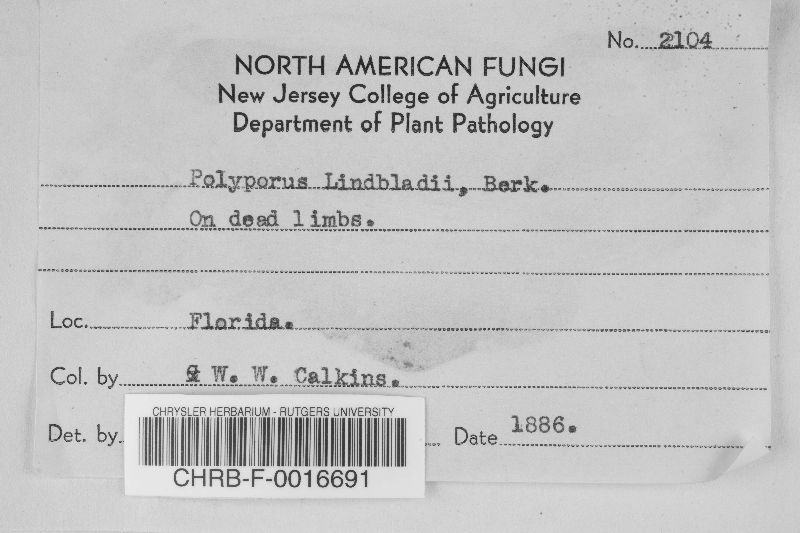 No. 2104
NORTH AMERICAN FUNGI
New Jersey College of Agriculture
Department of Plant Pathology
Polyporus Lindbladii, Berk.
On dead limbs.
Loc. Florida.
Col. by W. W. Calkins.
Det. by Date 1886.
CHRYSLER HERBARIUM - RUTGERS UNIVERSITY
CHRB-F-0016691